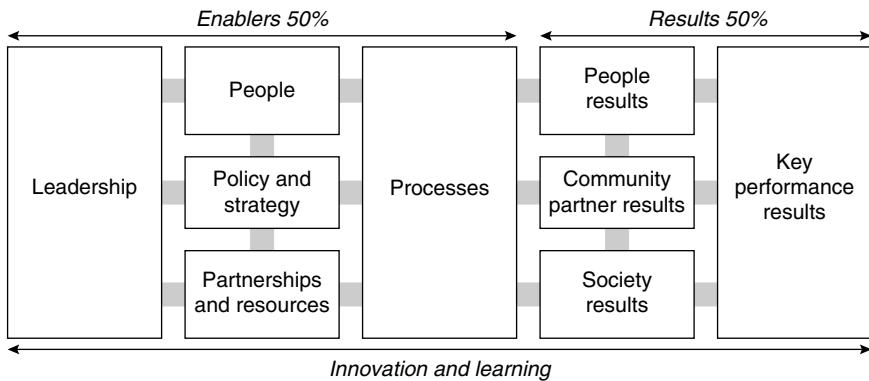 Enablers 50%
Results 50%
Leadership
People
Policy and
strategy
Partnerships
and resources
Processes
People
results
Community
partner results
Society
results
Key
performance
results
Innovation and learning